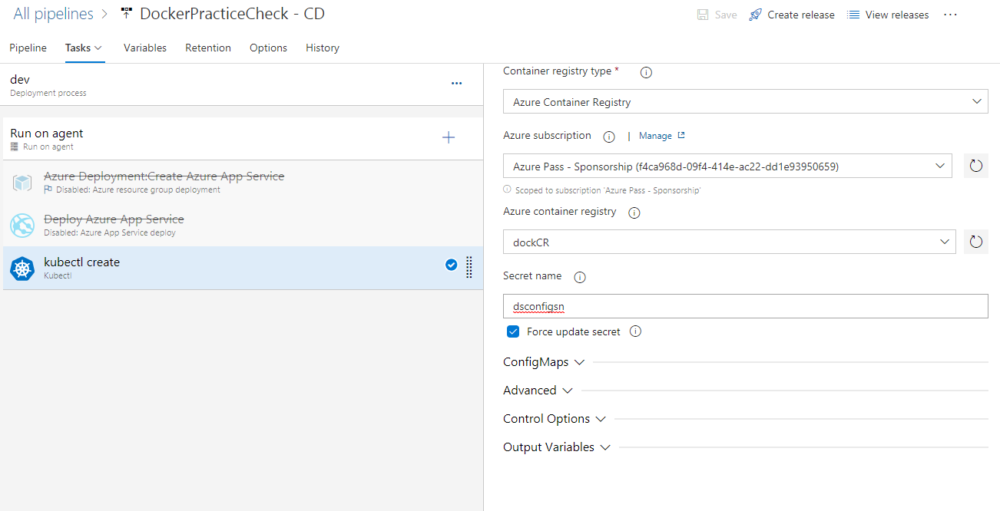 All pipelines > DockerPracticeCheck - CD
Save Create release View releases ...
Pipeline Tasks Variables Retention Options History
dev
Deployment process
Run on agent
Run on agent
Azure Deployment:Create Azure App Service
Disabled: Azure resource group deployment
Deploy Azure App Service
Disabled: Azure App Service deploy
kubectl create
Kubectl
Container registry type *
Azure Container Registry
Azure subscription | Manage
Azure Pass - Sponsorship (f4ca968d-09f4-414e-ac22-dd1e93950659)
Scoped to subscription 'Azure Pass - Sponsorship'
Azure container registry
dockCR
Secret name
dsconfigsn
Force update secret
ConfigMaps
Advanced
Control Options
Output Variables